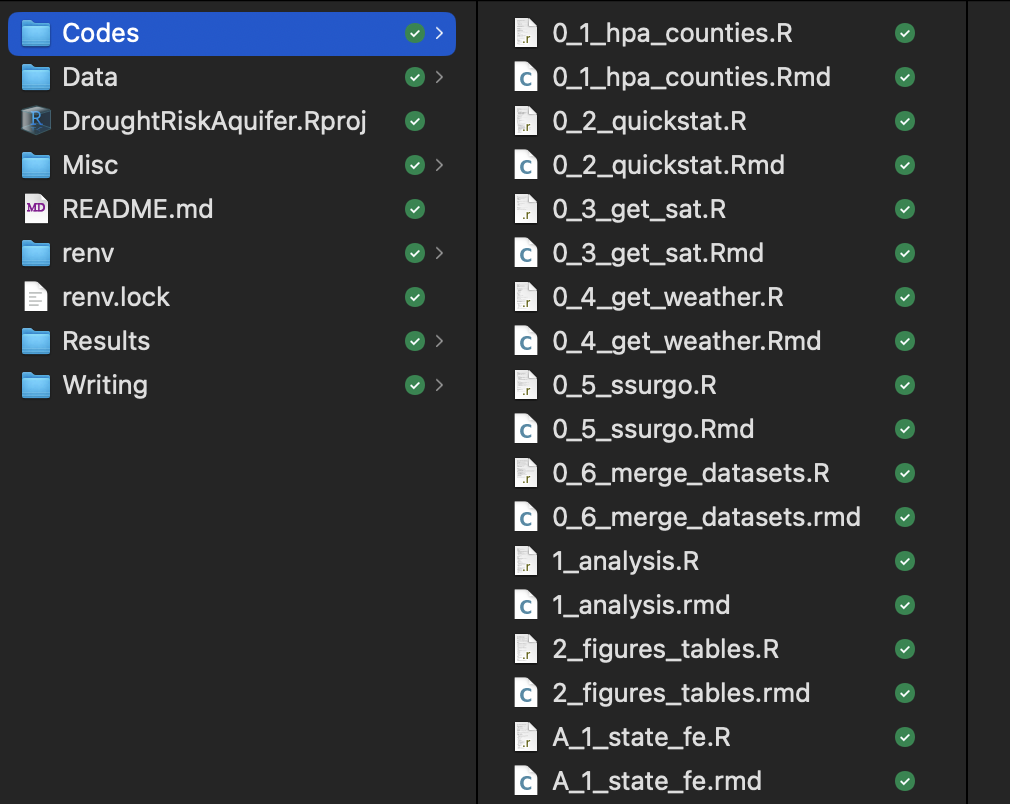 Codes
Data
DroughtRiskAquifer.Rproj
Misc
MD README.md
renv
renv.lock
Results
Writing
.r 0_1_hpa_counties.R
C 0_1_hpa_counties.Rmd
.r 0_2_quickstat.R
C 0_2_quickstat.Rmd
.r 0_3_get_sat.R
C 0_3_get_sat.Rmd
.r 0_4_get_weather.R
C 0_4_get_weather.Rmd
.r 0_5_ssurgo.R
C 0_5_ssurgo.Rmd
.r 0_6_merge_datasets.R
C 0_6_merge_datasets.rmd
.r 1_analysis.R
C 1_analysis.rmd
.r 2_figures_tables.R
C 2_figures_tables.rmd
.r A_1_state_fe.R
C A_1_state_fe.rmd